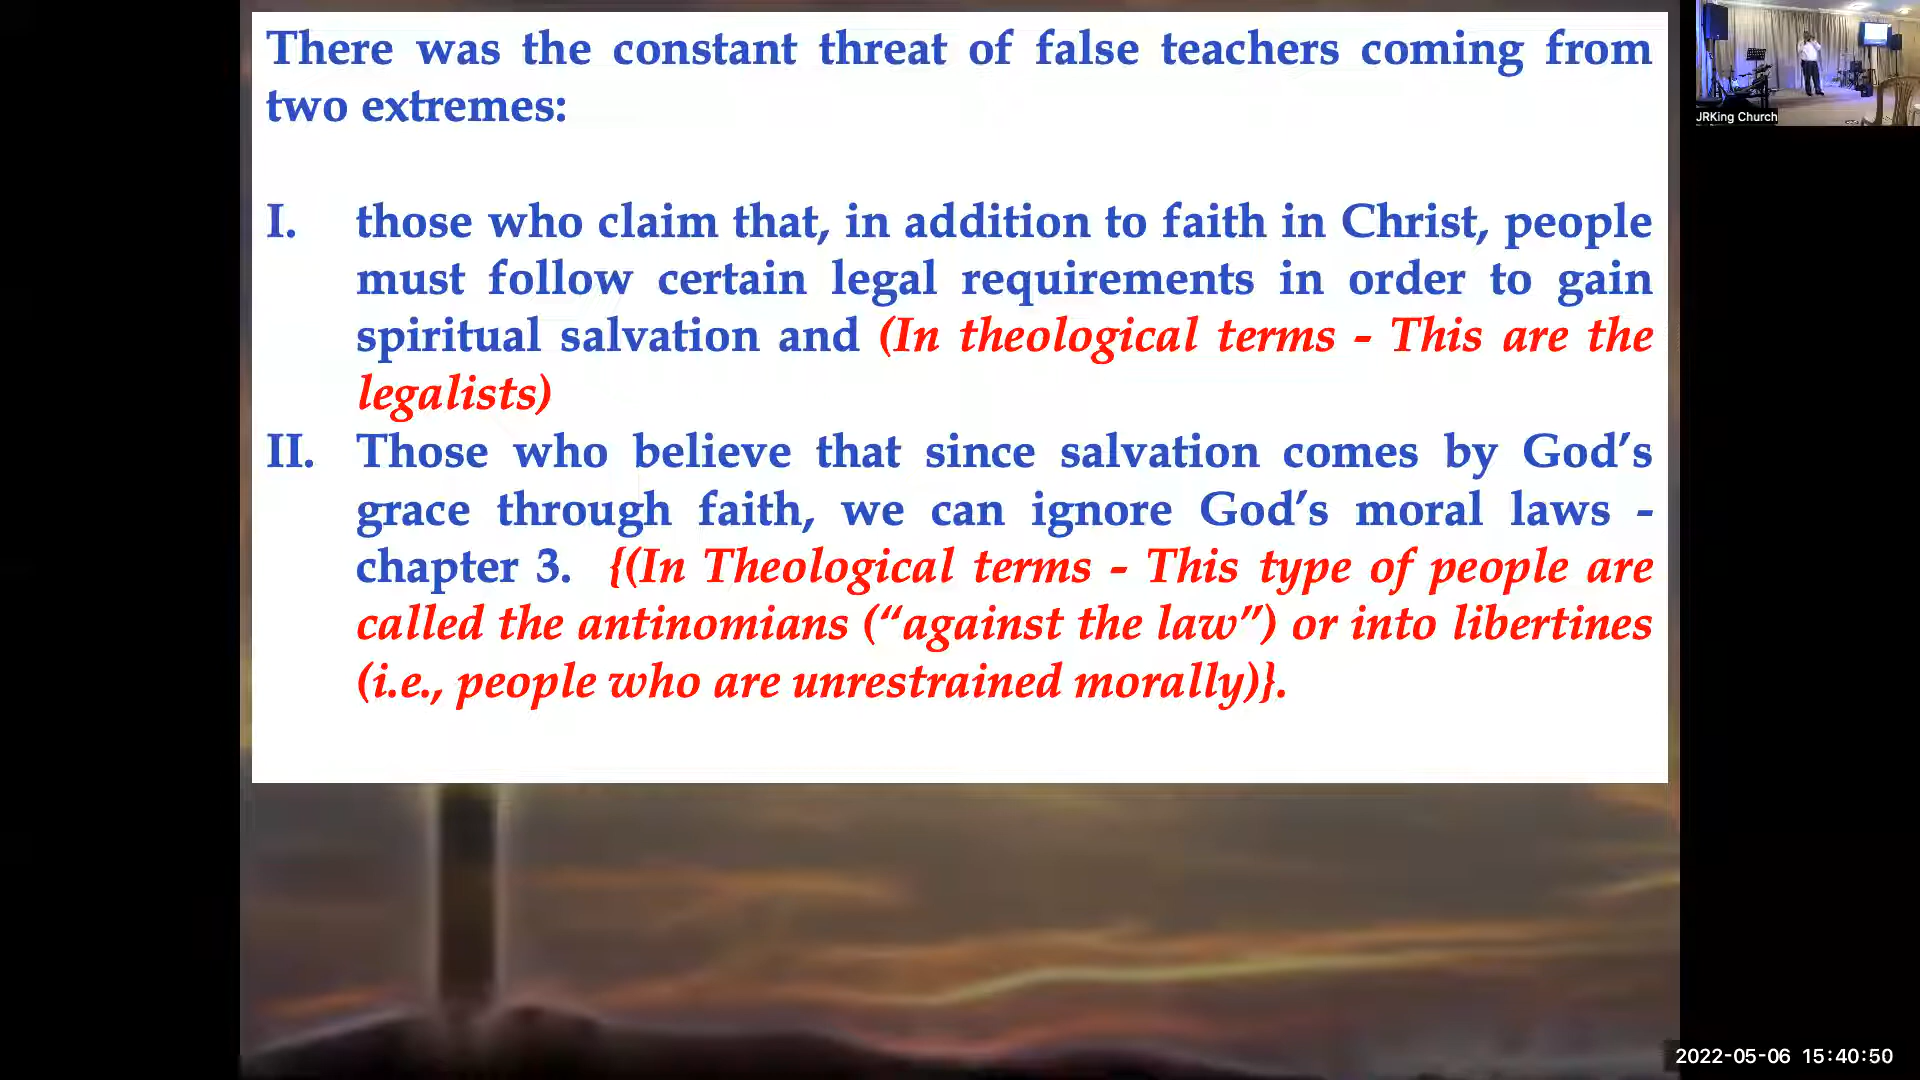 There was the constant threat of false teachers coming from
two extremes:
I. those who claim that, in addition to faith in Christ, people
must follow certain legal requirements in order to gain
spiritual salvation and (In theological terms - This are the
legalists)
II. Those who believe that since salvation comes by God's
grace through faith, we can ignore God's moral laws -
chapter 3. {(In Theological terms - This type of people are
called the antinomians (“against the law”) or into libertines
(i.e., people who are unrestrained morally)}.
JRKing Church
2022-05-06 15:40:50